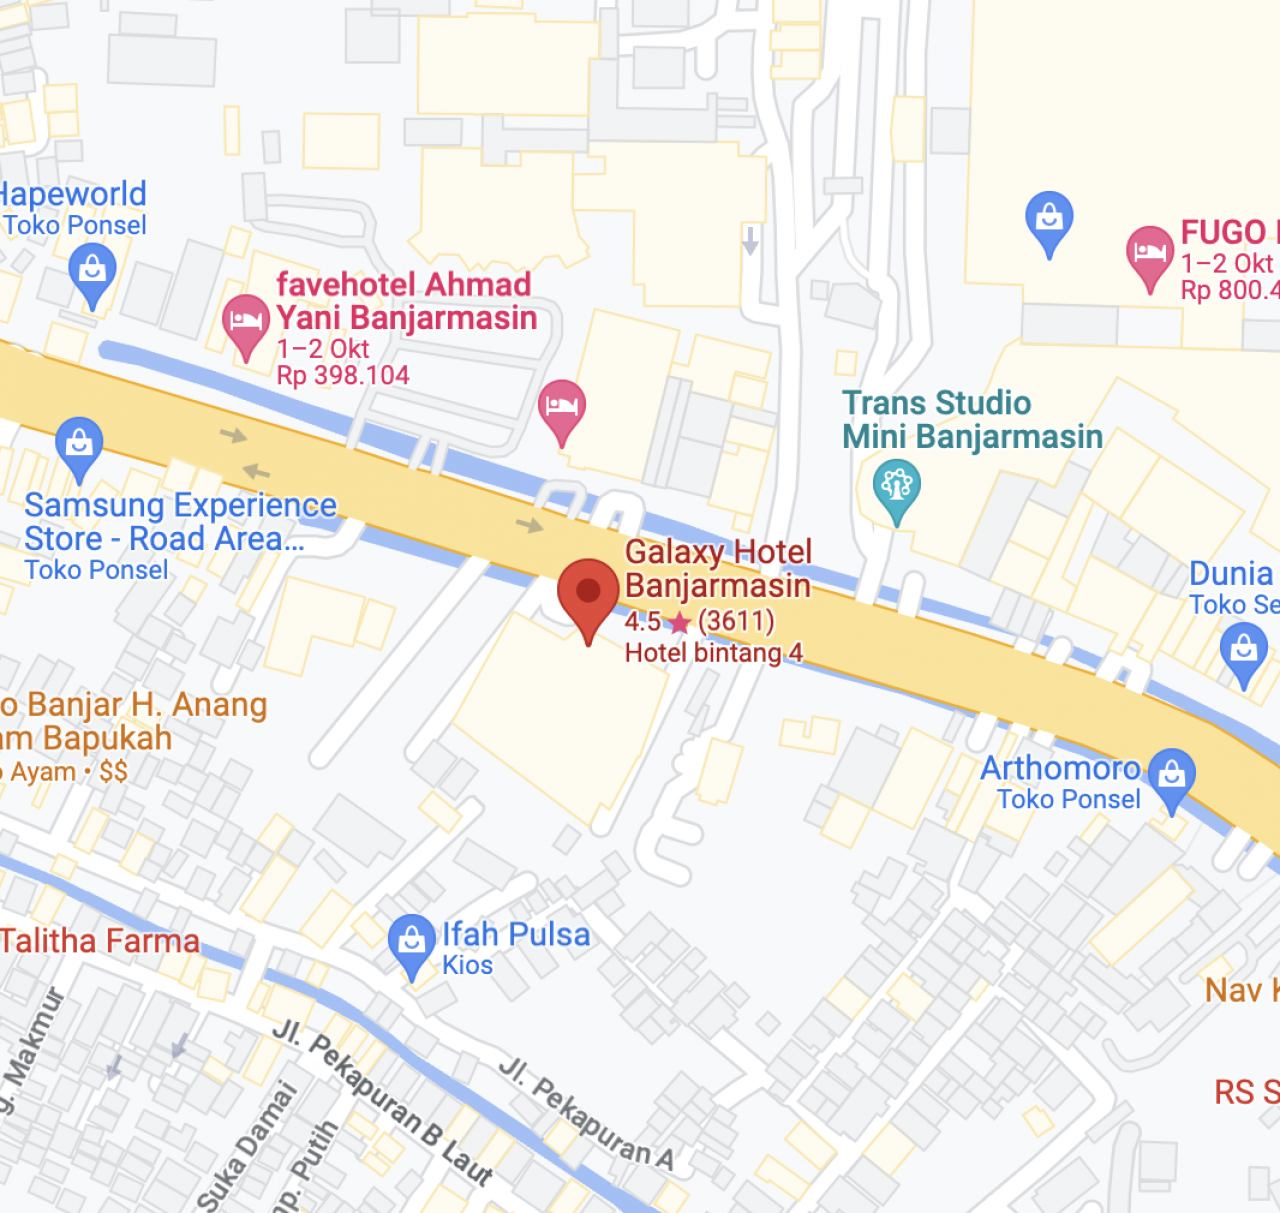 Hapeworld
Toko Ponsel
favehotel Ahmad
Yani Banjarmasin
1–2 Okt
Rp 398.104
FUGO
1–2 Okt
Rp 800.4
Trans Studio
Mini Banjarmasin
Samsung Experience
Store - Road Area...
Toko Ponsel
Galaxy Hotel
Banjarmasin
4.5 ★ (3611)
Hotel bintang 4
Dunia
Toko Se
o Banjar H. Anang
am Bapukah
Ayam • $$
Arthomoro
Toko Ponsel
Talitha Farma
Ifah Pulsa
Kios
Nav K
g. Makmur
Jl. Pekapuran B Laut
Jl. Pekapuran A
Suka Damai
mp. Putih
RS S